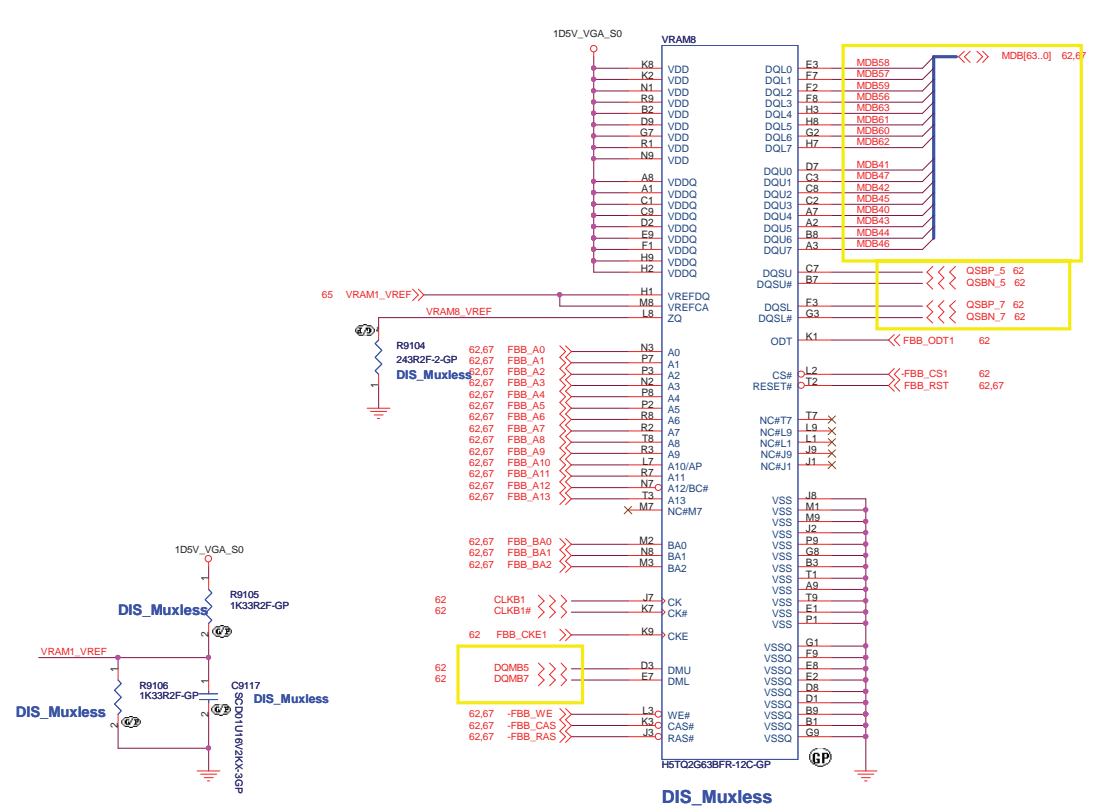 1D5V_VGA_S0
VRAM8
K8 VDD
K2 VDD
N1 VDD
R9 VDD
B2 VDD
D9 VDD
G7 VDD
R1 VDD
N9 VDD
A8 VDDQ
A1 VDDQ
C1 VDDQ
C9 VDDQ
D2 VDDQ
E9 VDDQ
F1 VDDQ
H9 VDDQ
H2 VDDQ
65 VRAM1_VREF H1 VREFDQ
M8 VREFCA
VRAM8_VREF L8 ZQ
R9104
243R2F-2-GP
DIS_Muxless
1
62,67 FBB_A0 N3 A0
62,67 FBB_A1 P7 A1
62,67 FBB_A2 P3 A2
62,67 FBB_A3 N2 A3
62,67 FBB_A4 P8 A4
62,67 FBB_A5 P2 A5
62,67 FBB_A6 R8 A6
62,67 FBB_A7 R2 A7
62,67 FBB_A8 T8 A8
62,67 FBB_A9 R3 A9
62,67 FBB_A10 L7 A10/AP
62,67 FBB_A11 R7 A11
62,67 FBB_A12 N7 A12/BC#
62,67 FBB_A13 T3 A13
M7 NC#M7
62,67 FBB_BA0 M2 BA0
62,67 FBB_BA1 N8 BA1
62,67 FBB_BA2 M3 BA2
62 CLKB1 J7 CK
62 CLKB1# K7 CK#
62 FBB_CKE1 K9 CKE
62 DQMB5 D3 DMU
62 DQMB7 E7 DML
62,67 -FBB_WE L3 WE#
62,67 -FBB_CAS K3 CAS#
62,67 -FBB_RAS J3 RAS#
DQL0 E3 MDB58
DQL1 F7 MDB57
DQL2 F2 MDB59
DQL3 F8 MDB56
DQL4 H3 MDB63
DQL5 H8 MDB61
DQL6 G2 MDB60
DQL7 H7 MDB62
MDB[63..0] 62,67
DQU0 D7 MDB41
DQU1 C3 MDB47
DQU2 C8 MDB42
DQU3 C2 MDB45
DQU4 A7 MDB40
DQU5 A2 MDB43
DQU6 B8 MDB44
DQU7 A3 MDB46
DQSU C7 QSBP_5 62
DQSU# B7 QSBN_5 62
DQSL F3 QSBP_7 62
DQSL# G3 QSBN_7 62
ODT K1 FBB_ODT1 62
CS# L2 -FBB_CS1 62
RESET# T2 FBB_RST 62,67
NC#T7 T7
NC#L9 L9
NC#L1 L1
NC#J9 J9
NC#J1 J1
VSS J8
VSS M1
VSS M9
VSS J2
VSS P9
VSS G8
VSS B3
VSS T1
VSS A9
VSS T9
VSS E1
VSS P1
VSSQ G1
VSSQ F9
VSSQ E8
VSSQ E2
VSSQ D8
VSSQ D1
VSSQ B9
VSSQ B1
VSSQ G9
H5TQ2G63BFR-12C-GP
GP
DIS_Muxless
1D5V_VGA_S0
1
R9105
1K33R2F-GP
DIS_Muxless
2
VRAM1_VREF
1
R9106
1K33R2F-GP
DIS_Muxless
2
1
C9117
SCD01U16V2KX-3GP
DIS_Muxless
2